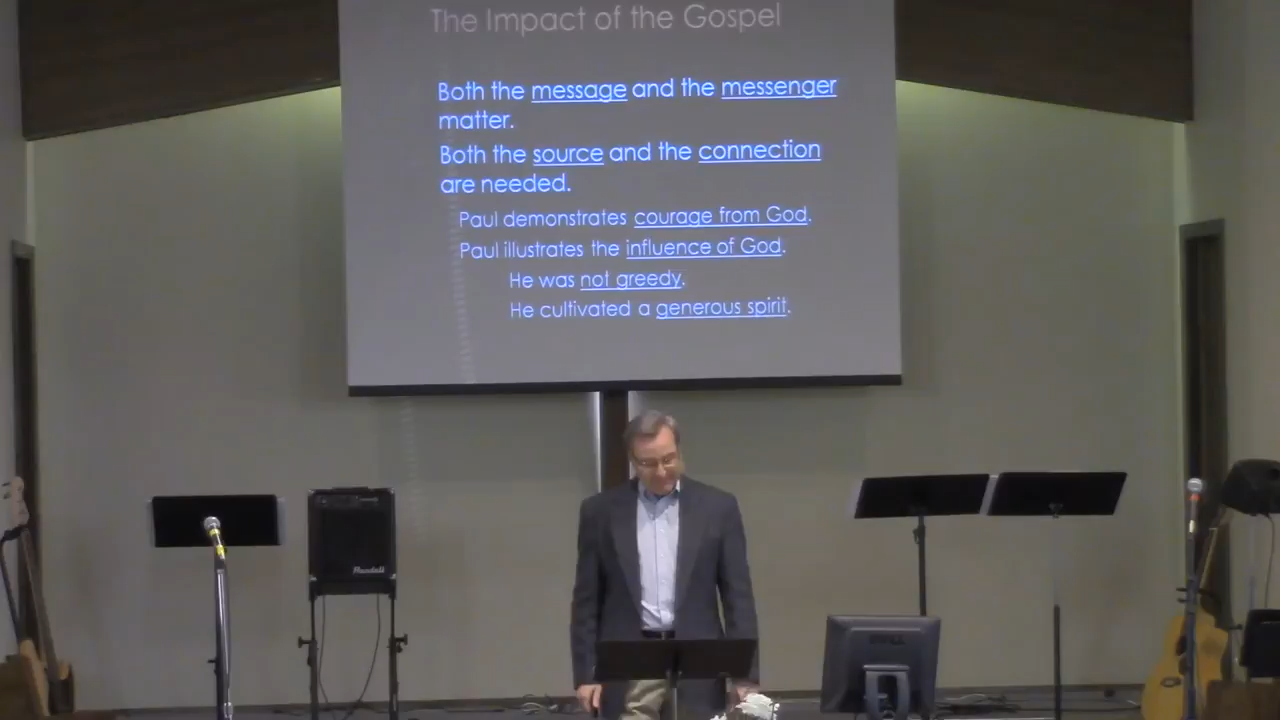 The Impact of the Gospel
Both the message and the messenger
matter.
Both the source and the connection
are needed.
Paul demonstrates courage from God.
Paul illustrates the influence of God.
He was not greedy.
He cultivated a generous spirit.
Randall
DELL